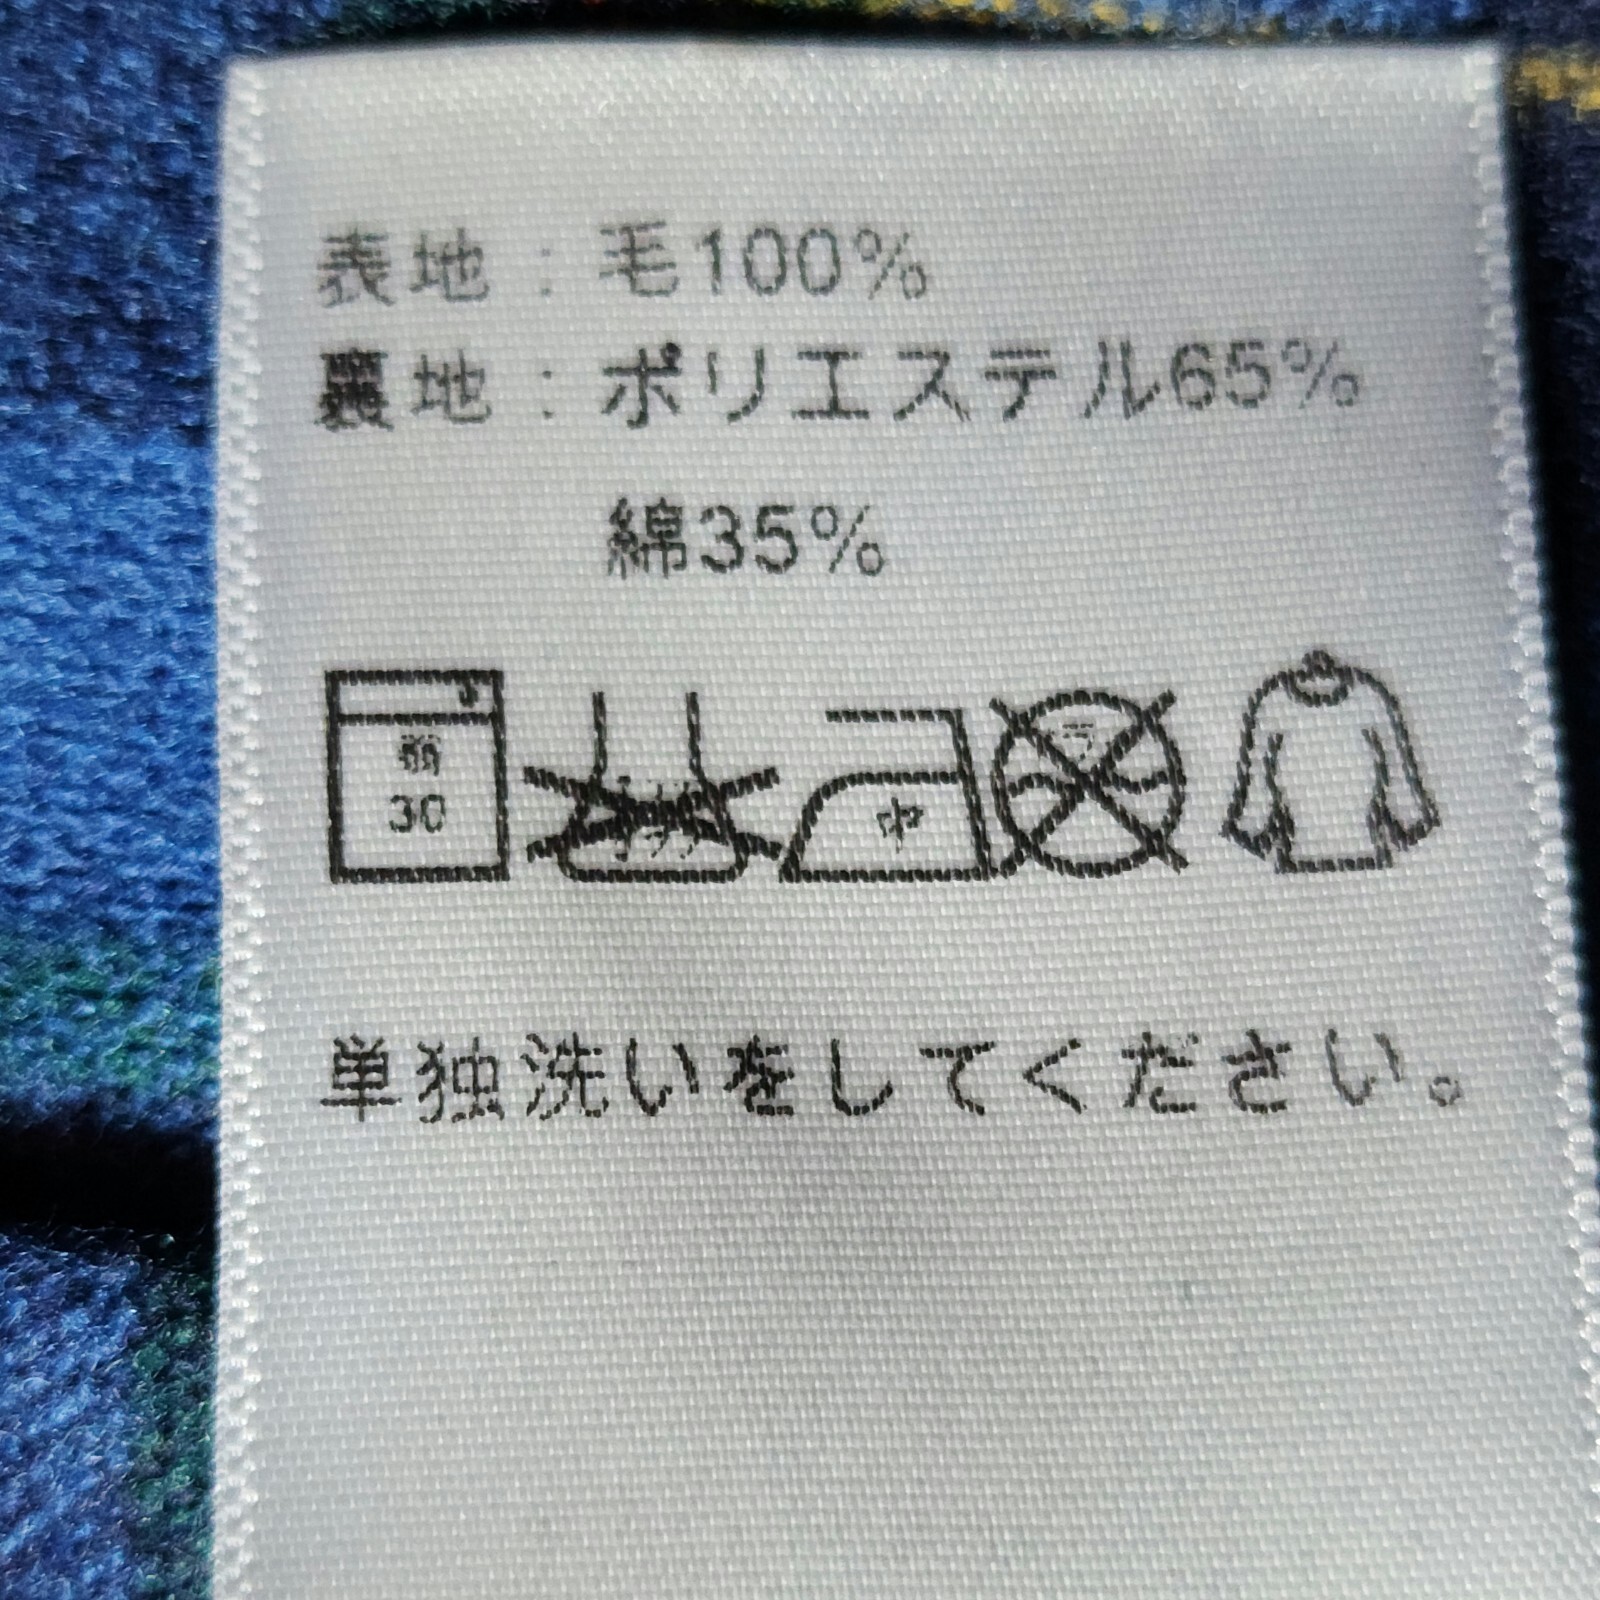 表地：毛100%
裏地：ポリエステル65%
綿35%
弱
30
中
単独洗いをしてください。